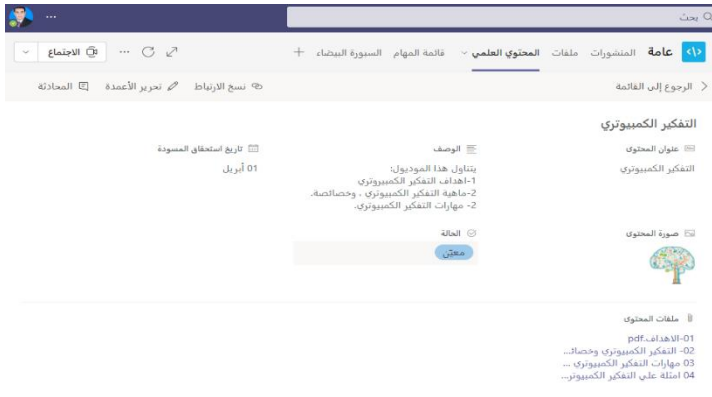 بحث
عامة المنشورات ملفات المحتوي العلمي قائمة المهام السبورة البيضاء + ... الاجتماع
الرجوع إلى القائمة نسخ الارتباط تحرير الأعمدة المحادثة
التفكير الكمبيوتري
عنوان المحتوى
التفكير الكمبيوتري
الوصف
يتناول هذا الموديول:
1-اهداف التفكير الكمبيروتري
2-ماهية التفكير الكمبيوتري ، وخصائصة.
2- مهارات التفكير الكمبيوتري.
تاريخ استحقاق المسودة
01 أبريل
صورة المحتوى
الحالة
معيّن
ملفات المحتوى
01-الاهداف.pdf
02- التفكير الكمبيوتري وخصائ...
03 مهارات التفكير الكمبيوتري ...
04 امثلة علي التفكير الكمبيوتر...